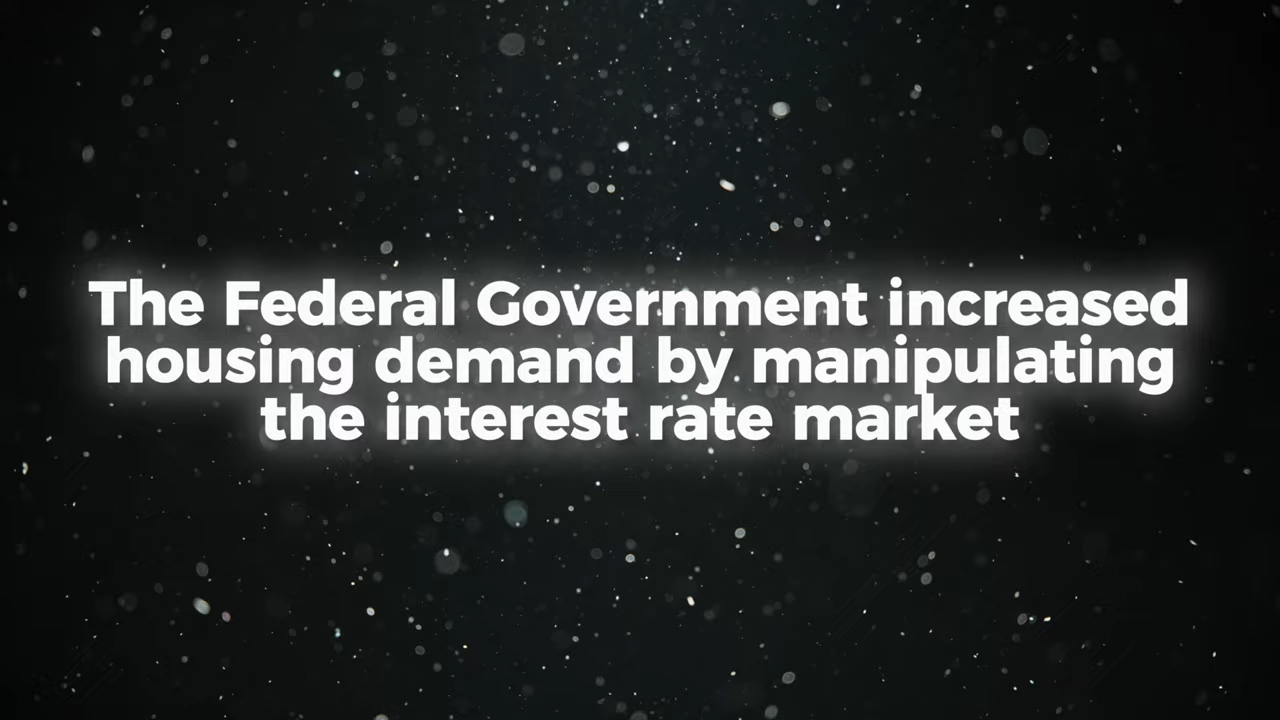 The Federal Government increased
housing demand by manipulating
the interest rate market